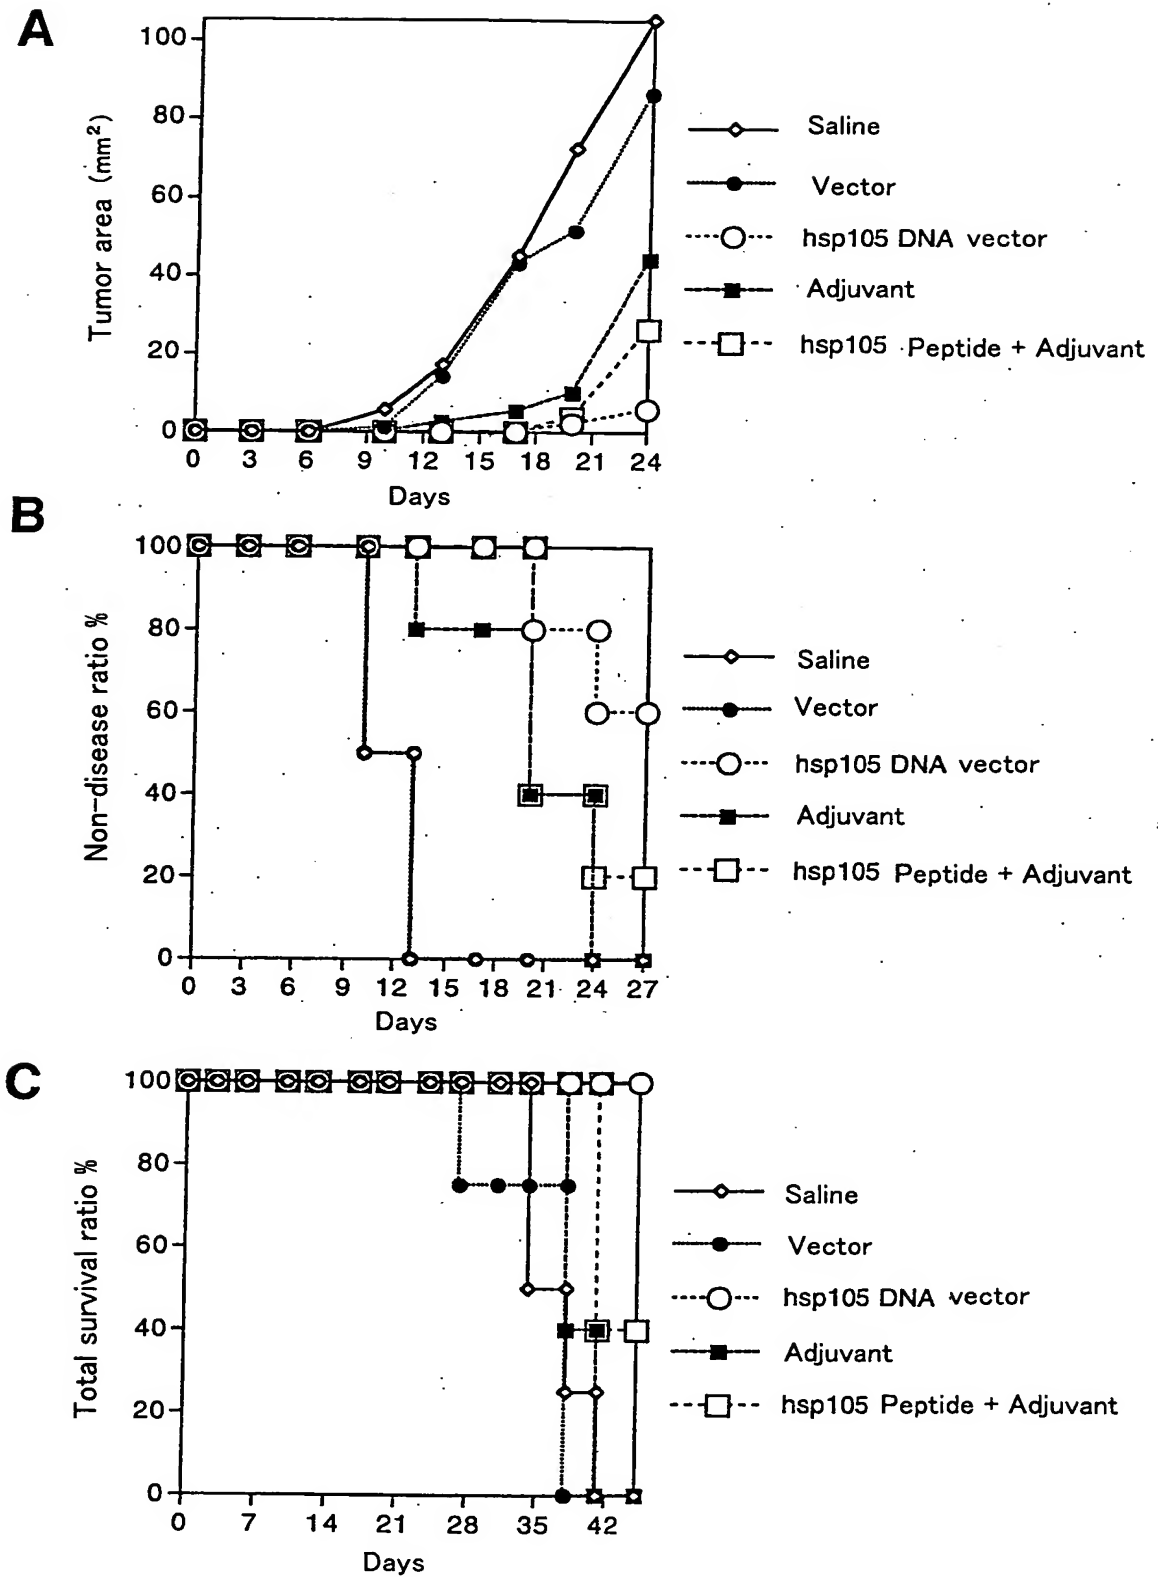 A
100
80
60
40
20
0
Tumor area (mm²)
0 3 6 9 12 15 18 21 24
Days
Saline
Vector
hsp105 DNA vector
Adjuvant
hsp105 Peptide + Adjuvant
B
100
80
60
40
20
0
Non-disease ratio %
0 3 6 9 12 15 18 21 24 27
Days
Saline
Vector
hsp105 DNA vector
Adjuvant
hsp105 Peptide + Adjuvant
C
100
80
60
40
20
0
Total survival ratio %
0 7 14 21 28 35 42
Days
Saline
Vector
hsp105 DNA vector
Adjuvant
hsp105 Peptide + Adjuvant